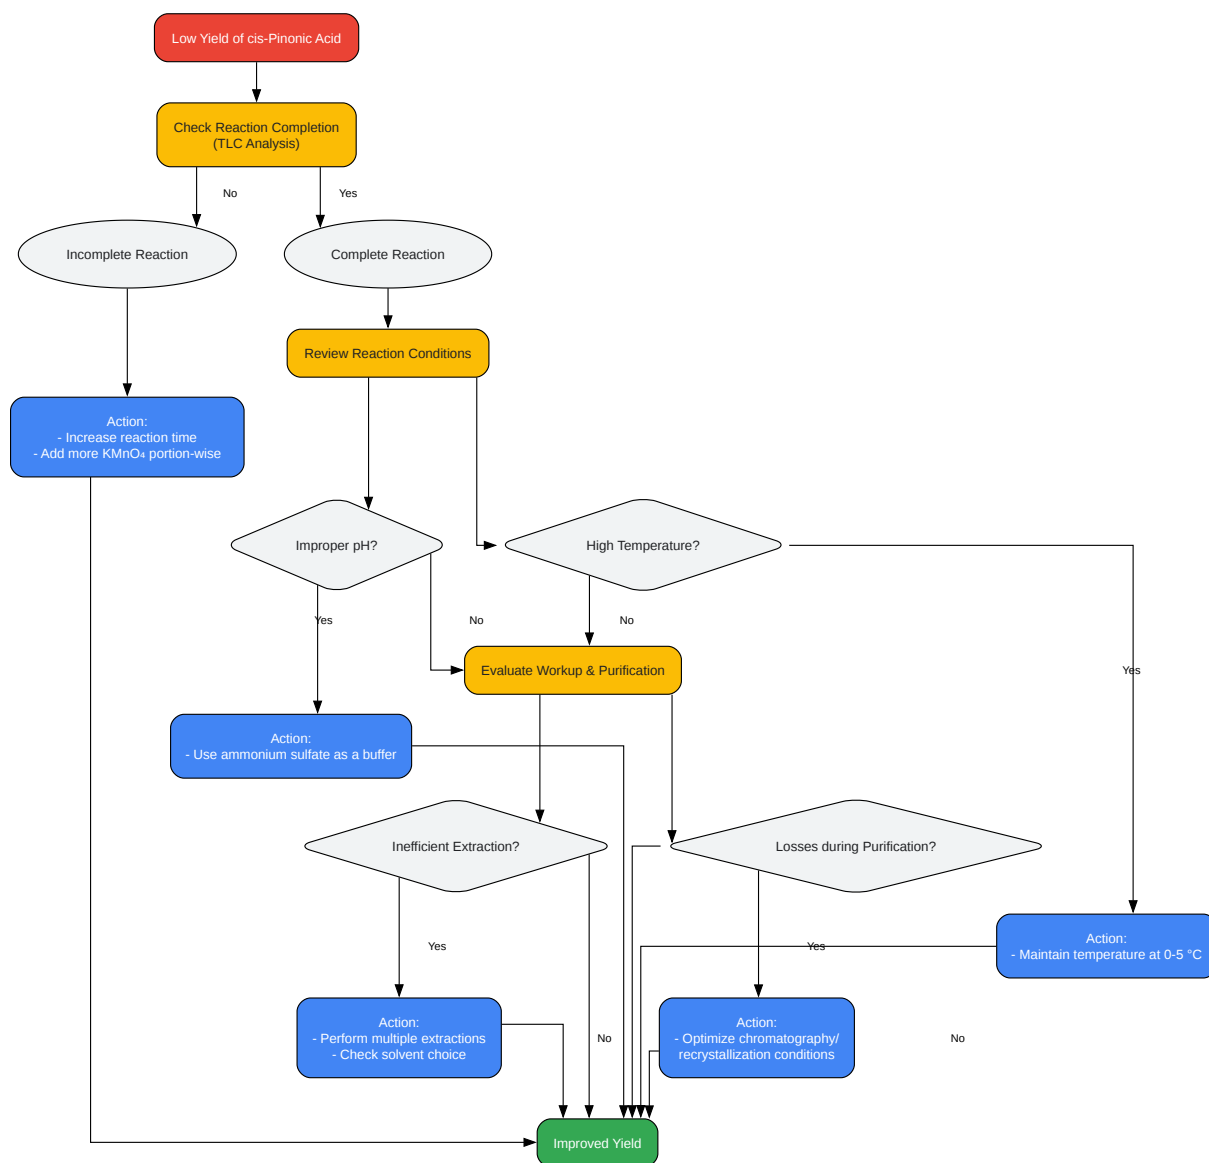 Low Yield of cis-Pinonic Acid
Check Reaction Completion
(TLC Analysis)
No
Yes
Incomplete Reaction
Complete Reaction
Review Reaction Conditions
Action:
- Increase reaction time
- Add more KMnO₄ portion-wise
Improper pH?
High Temperature?
Yes
No
No
Evaluate Workup & Purification
Yes
Action:
- Use ammonium sulfate as a buffer
Inefficient Extraction?
Losses during Purification?
Yes
Yes
Action:
- Maintain temperature at 0-5 °C
Action:
- Perform multiple extractions
- Check solvent choice
No
Action:
- Optimize chromatography/
recrystallization conditions
No
Improved Yield